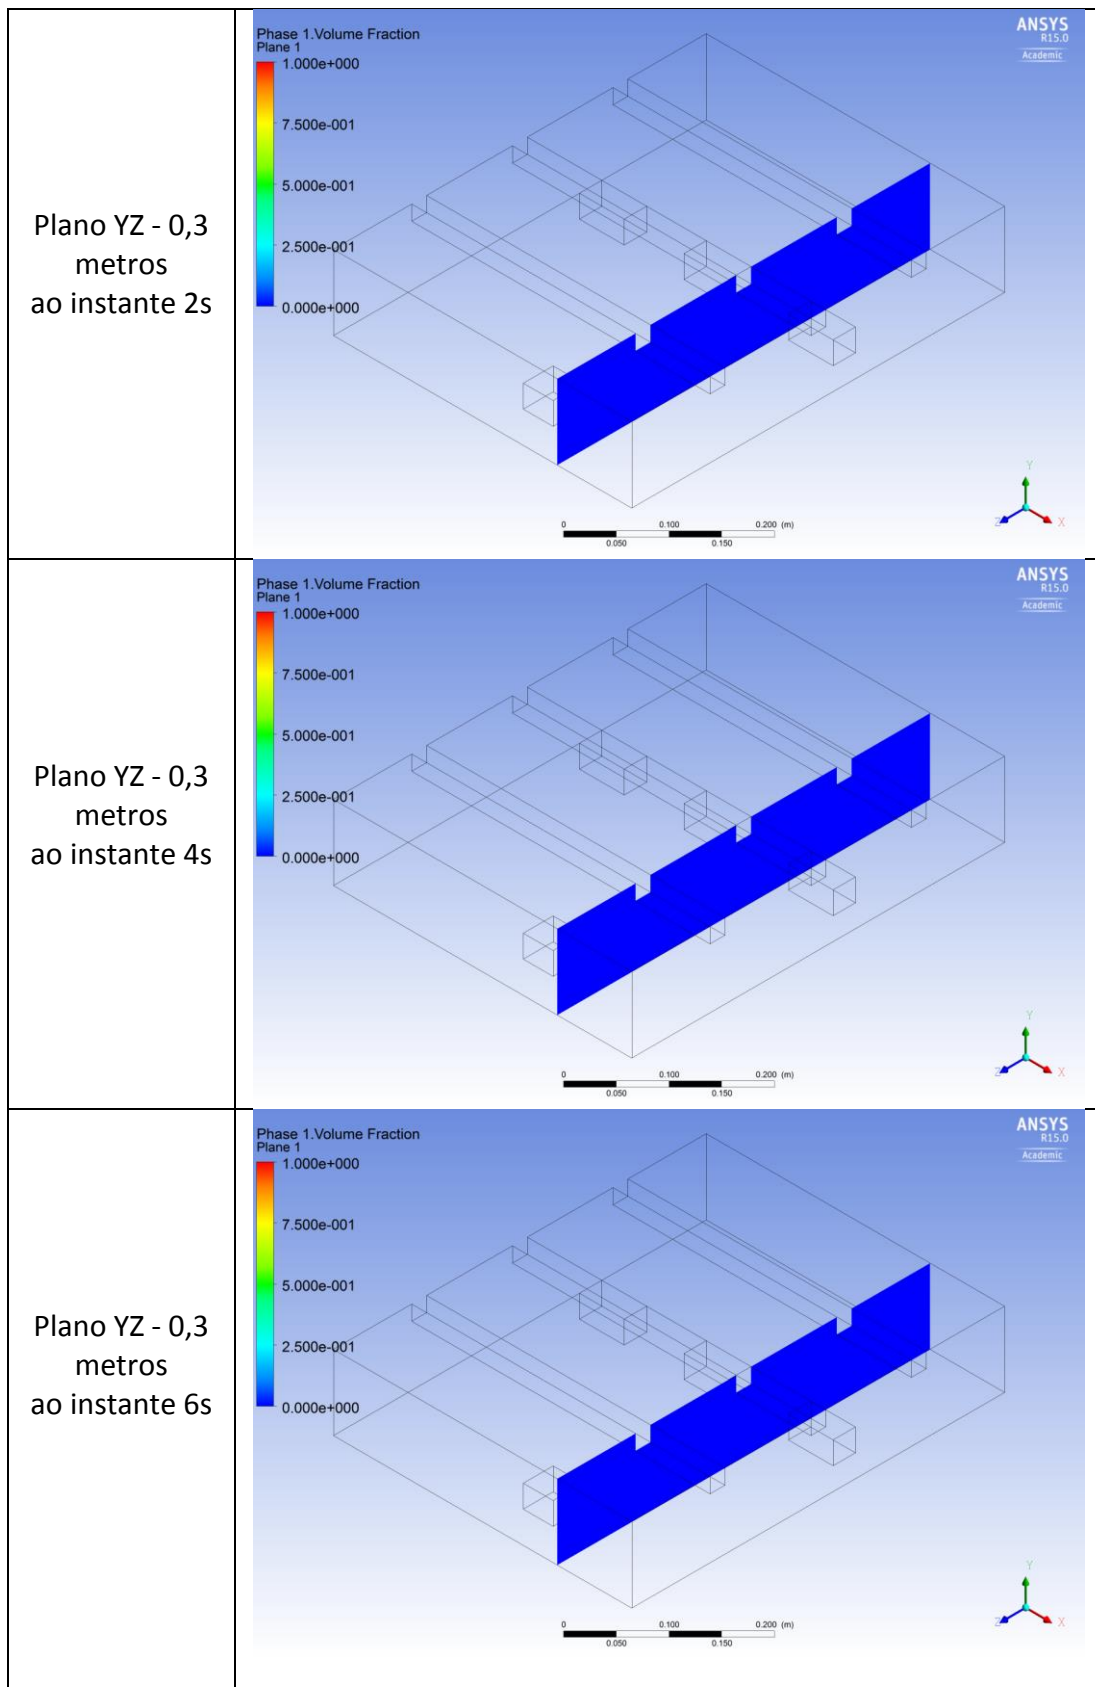 Plano YZ - 0,3
metros
ao instante 2s
Phase 1.Volume Fraction
Plane 1
1.000e+000
7.500e-001
5.000e-001
2.500e-001
0.000e+000
ANSYS
R15.0
Academic
Y
Z
X
0 0.100 0.200 (m)
0.050 0.150
Plano YZ - 0,3
metros
ao instante 4s
Phase 1.Volume Fraction
Plane 1
1.000e+000
7.500e-001
5.000e-001
2.500e-001
0.000e+000
ANSYS
R15.0
Academic
Y
Z
X
0 0.100 0.200 (m)
0.050 0.150
Plano YZ - 0,3
metros
ao instante 6s
Phase 1.Volume Fraction
Plane 1
1.000e+000
7.500e-001
5.000e-001
2.500e-001
0.000e+000
ANSYS
R15.0
Academic
Y
Z
X
0 0.100 0.200 (m)
0.050 0.150